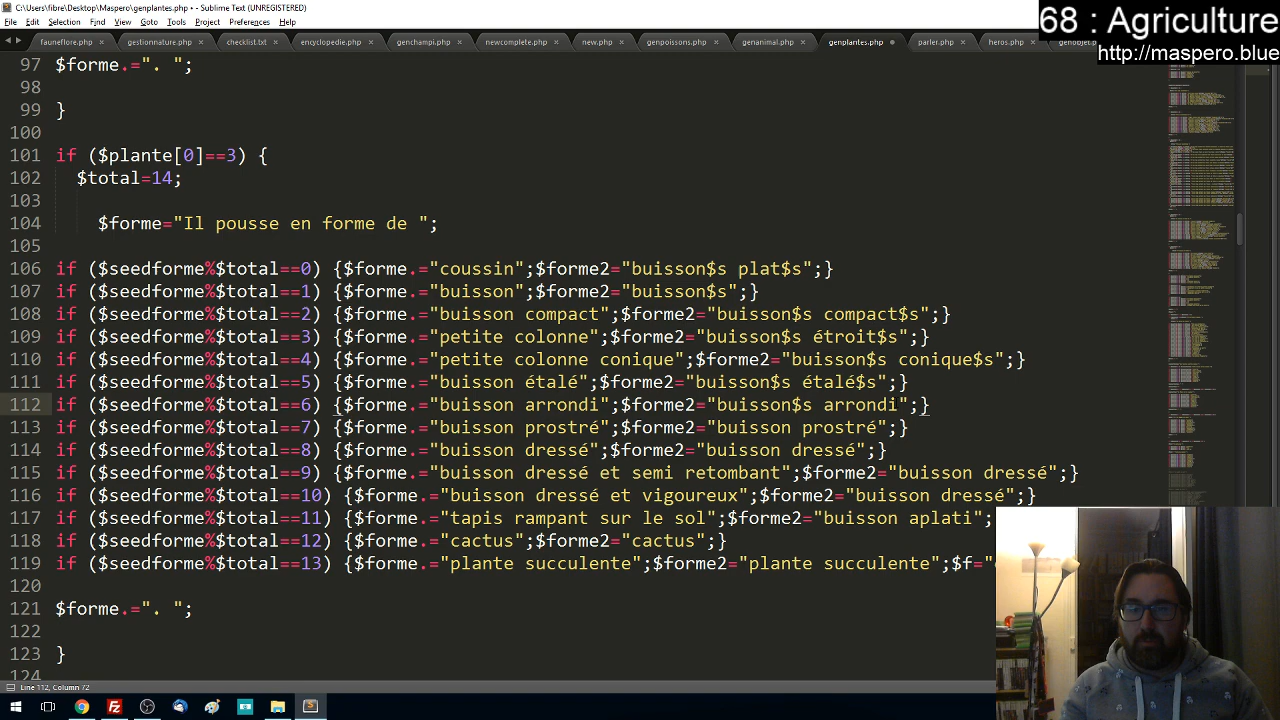 C:\Users\fibre\Desktop\Maspero\genplantes.php • - Sublime Text (UNREGISTERED)
68 : Agriculture
File Edit Selection Find View Goto Tools Project Preferences Help
http://maspero.blue
fauneflore.php × gestionnature.php × checklist.txt × encyclopedie.php × genchampi.php × newcomplete.php × new.php × genpoissons.php × genanimal.php × genplantes.php • parler.php × heros.php × genobjet.php
97 $forme.=". ";
98
99 }
100
101 if ($plante[0]==3) {
102 $total=14;
103
104 $forme="Il pousse en forme de ";
105
106 if ($seedforme%$total==0) {$forme.="coussin";$forme2="buisson$s plat$s";}
107 if ($seedforme%$total==1) {$forme.="buisson";$forme2="buisson$s";}
108 if ($seedforme%$total==2) {$forme.="buisson compact";$forme2="buisson$s compact$s";}
109 if ($seedforme%$total==3) {$forme.="petite colonne";$forme2="buisson$s étroit$s";}
110 if ($seedforme%$total==4) {$forme.="petite colonne conique";$forme2="buisson$s conique$s";}
111 if ($seedforme%$total==5) {$forme.="buisson étalé";$forme2="buisson$s étalé$s";}
112 if ($seedforme%$total==6) {$forme.="buisson arrondi";$forme2="buisson$s arrondi";}
113 if ($seedforme%$total==7) {$forme.="buisson prostré";$forme2="buisson prostré";}
114 if ($seedforme%$total==8) {$forme.="buisson dressé";$forme2="buisson dressé";}
115 if ($seedforme%$total==9) {$forme.="buisson dressé et semi retombant";$forme2="buisson dressé";}
116 if ($seedforme%$total==10) {$forme.="buisson dressé et vigoureux";$forme2="buisson dressé";}
117 if ($seedforme%$total==11) {$forme.="tapis rampant sur le sol";$forme2="buisson aplati";
118 if ($seedforme%$total==12) {$forme.="cactus";$forme2="cactus";}
119 if ($seedforme%$total==13) {$forme.="plante succulente";$forme2="plante succulente";$f="
120
121 $forme.=". ";
122
123 }
124
Line 112, Column 72